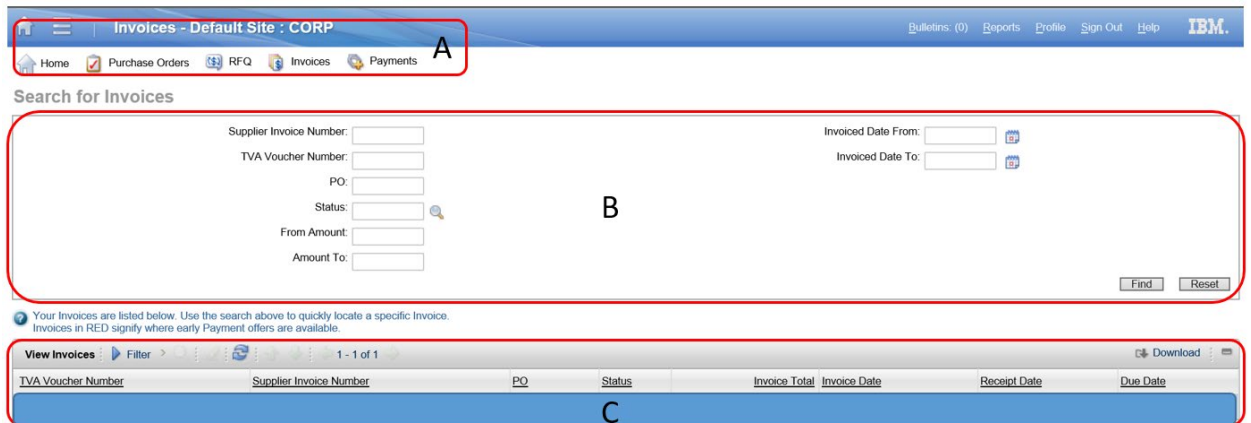 Invoices - Default Site : CORP
Bulletins: (0) Reports Profile Sign Out Help IBM.
Home Purchase Orders RFQ Invoices Payments A
Search for Invoices
Supplier Invoice Number: Invoiced Date From:
TVA Voucher Number: Invoiced Date To:
PO:
Status: B
From Amount:
Amount To:
Find Reset
Your Invoices are listed below. Use the search above to quickly locate a specific Invoice.
Invoices in RED signify where early Payment offers are available.
View Invoices Filter 1 - 1 of 1 Download
TVA Voucher Number Supplier Invoice Number PO Status Invoice Total Invoice Date Receipt Date Due Date
C